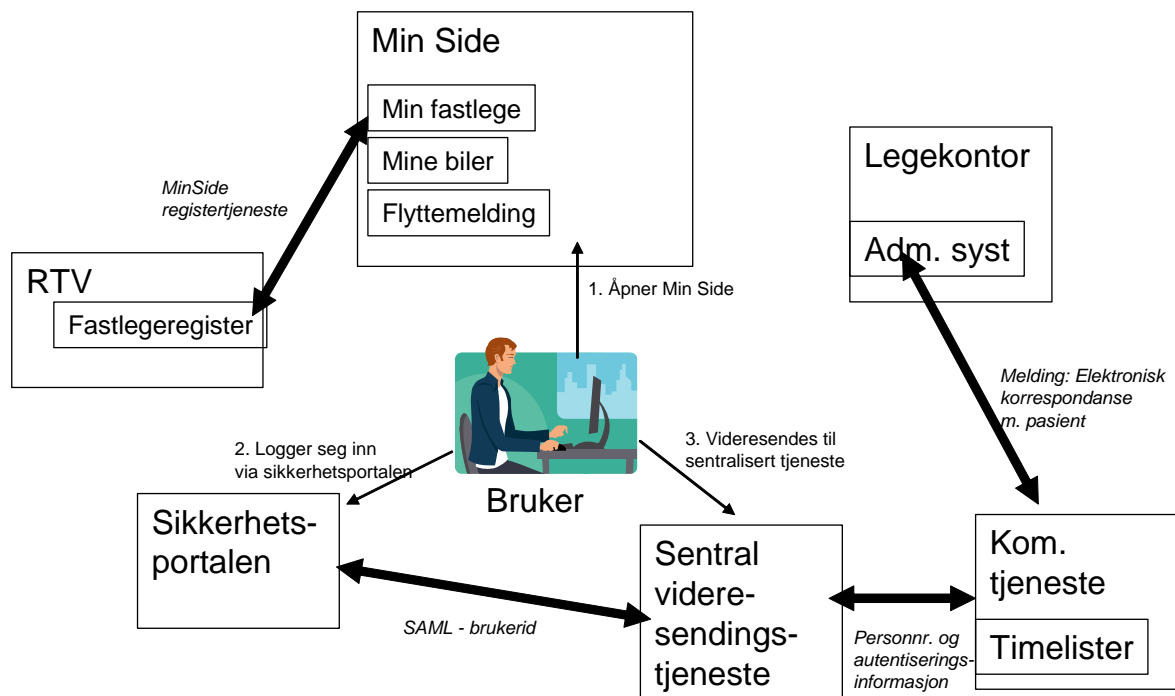 Min Side
Min fastlege
Mine biler
Flyttemelding
MinSide
registertjeneste
RTV
Fastlegeregister
Legekontor
Adm. syst
1. Åpner Min Side
Melding: Elektronisk
korrespondanse
m. pasient
2. Logger seg inn
via sikkerhetsportalen
3. Videresendes til
sentralisert tjeneste
Bruker
Sikkerhets-
portalen
SAML - brukerid
Sentral
videre-
sendings-
tjeneste
Personnr. og
autentiserings-
informasjon
Kom.
tjeneste
Timelister